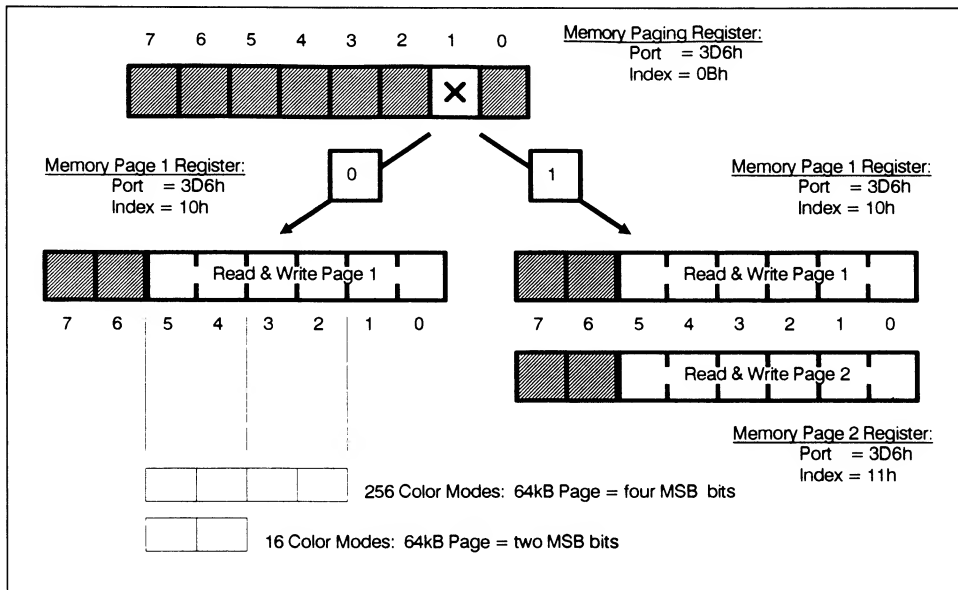 7 6 5 4 3 2 1 0
Memory Paging Register:
Port = 3D6h
Index = 0Bh
X
0
1
Memory Page 1 Register:
Port = 3D6h
Index = 10h
Memory Page 1 Register:
Port = 3D6h
Index = 10h
Read & Write Page 1
7 6 5 4 3 2 1 0
Read & Write Page 1
7 6 5 4 3 2 1 0
Read & Write Page 2
Memory Page 2 Register:
Port = 3D6h
Index = 11h
256 Color Modes: 64kB Page = four MSB bits
16 Color Modes: 64kB Page = two MSB bits